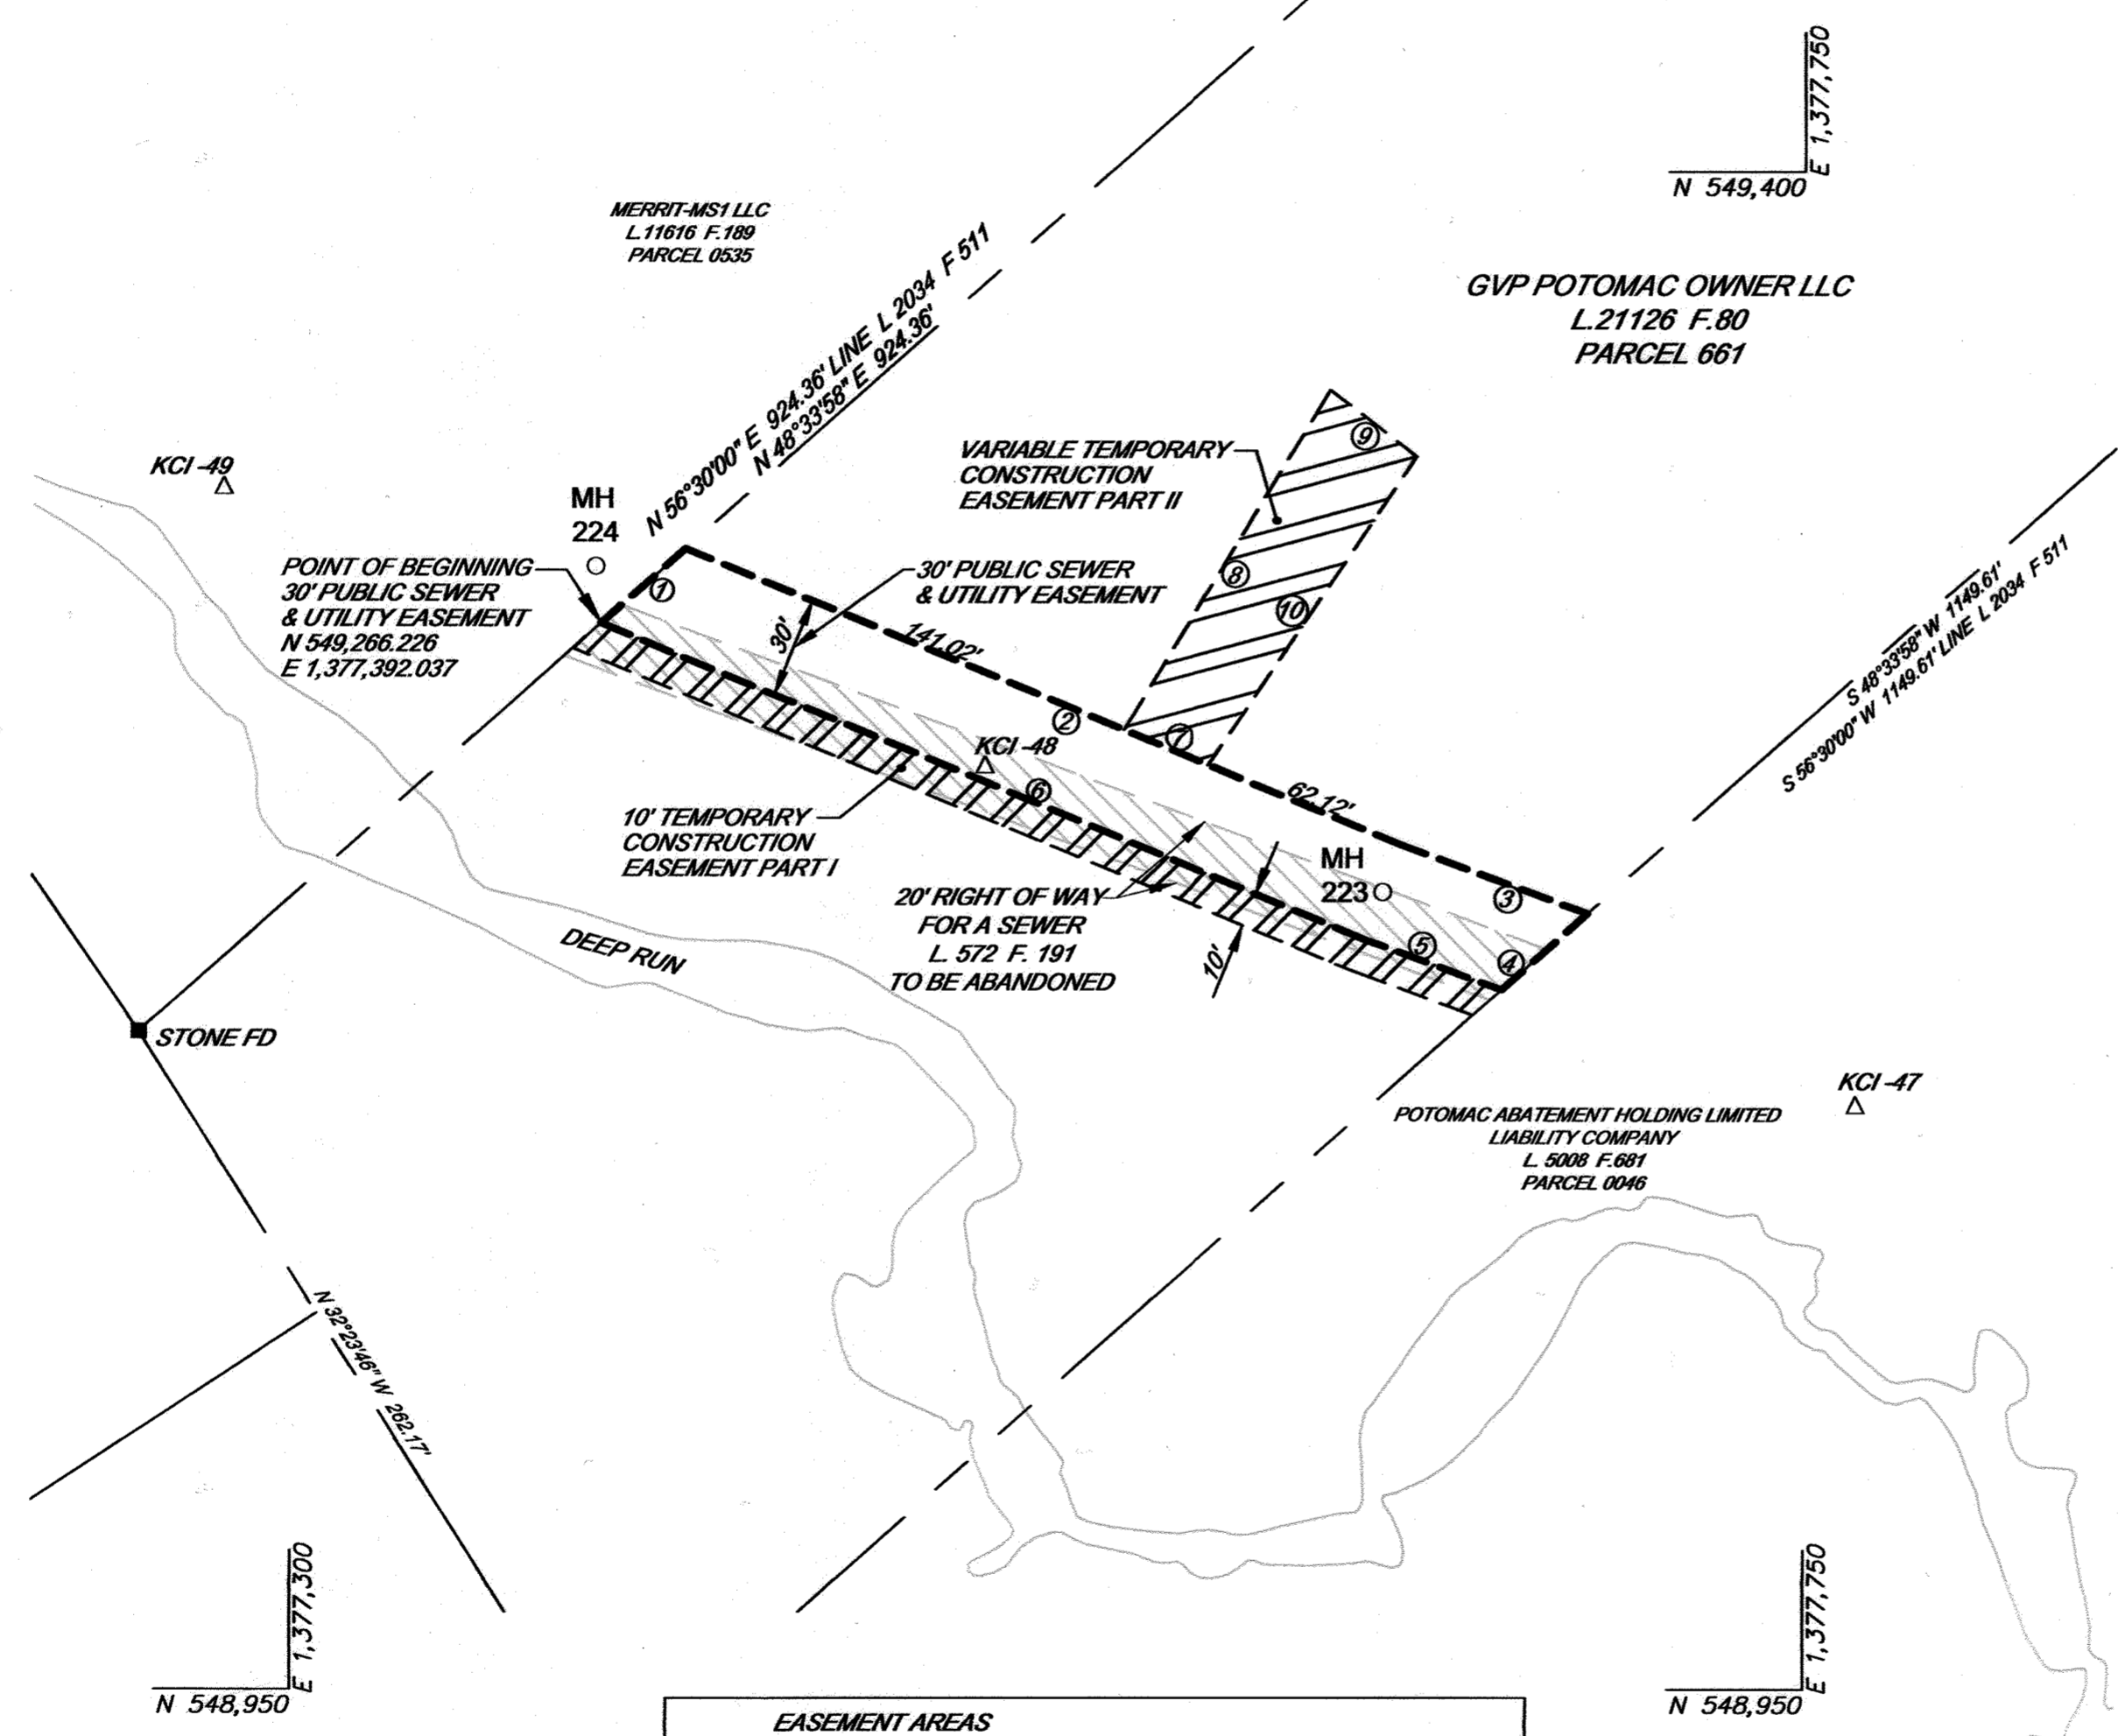 E 1,377,750
N 549,400
MERRIT-MS1 LLC
L.11616 F.189
PARCEL 0535
N 56°30'00" E 924.36' LINE L 2034 F 511
N 48°33'58" E 924.36'
GVP POTOMAC OWNER LLC
L.21126 F.80
PARCEL 661
KCI -49
MH
224
VARIABLE TEMPORARY
CONSTRUCTION
EASEMENT PART II
9
POINT OF BEGINNING
30' PUBLIC SEWER
& UTILITY EASEMENT
N 549,266.226
E 1,377,392.037
1
30' PUBLIC SEWER
& UTILITY EASEMENT
8
10
30'
141.02'
S 48°33'58" W 1149.61'
S 56°30'00" W 1149.61' LINE L 2034 F 511
2
7
KCI -48
6
62.12'
10' TEMPORARY
CONSTRUCTION
EASEMENT PART I
MH
223
3
20' RIGHT OF WAY
FOR A SEWER
L. 572 F. 191
TO BE ABANDONED
5
4
10'
DEEP RUN
STONE FD
KCI -47
POTOMAC ABATEMENT HOLDING LIMITED
LIABILITY COMPANY
L. 5008 F.681
PARCEL 0046
N 32°23'46" W 262.17'
E 1,377,300
N 548,950
E 1,377,750
N 548,950
EASEMENT AREAS